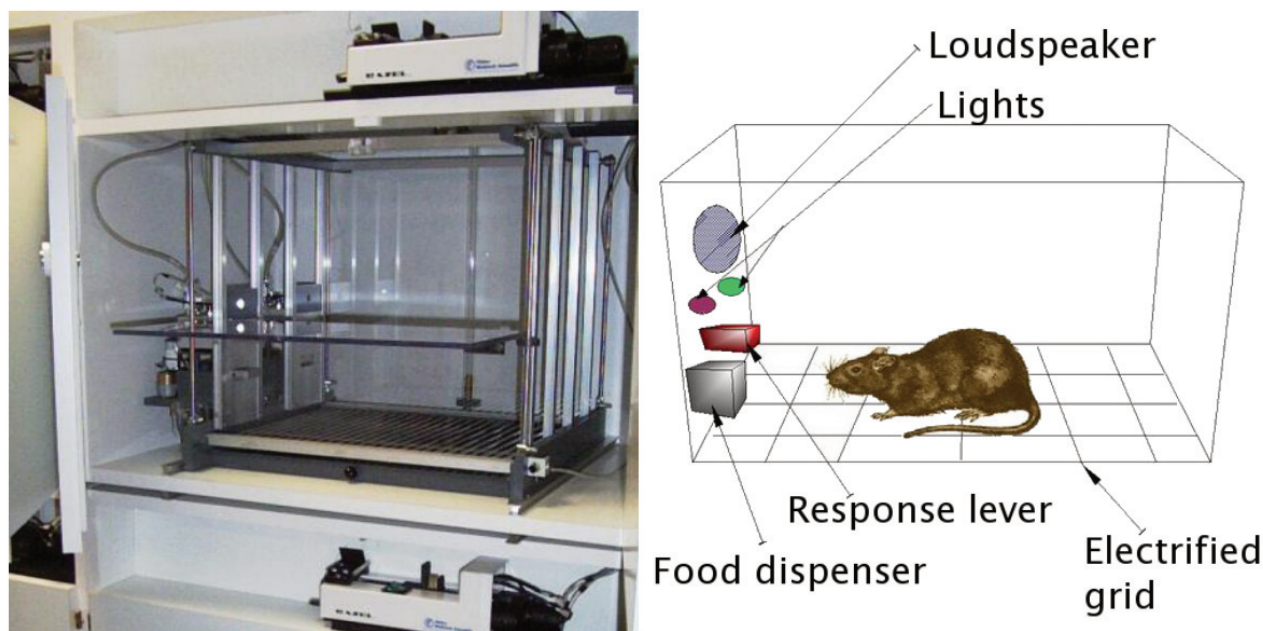 Loudspeaker
Lights
Response lever
Food dispenser
Electrified
grid